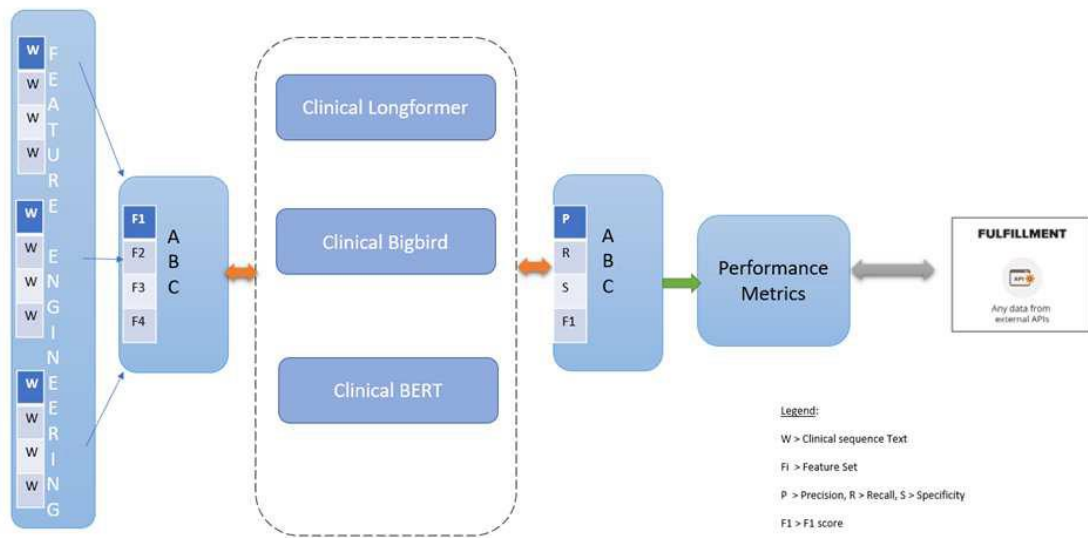 FEATURE ENGINEERING
W
W
W
W
W
W
W
W
W
W
W
W
F1
F2
F3
F4
A
B
C
Clinical Longformer
Clinical Bigbird
Clinical BERT
P
R
S
F1
A
B
C
Performance
Metrics
FULFILLMENT
API
Any data from
external APIs
Legend:
W > Clinical sequence Text
Fi > Feature Set
P > Precision, R > Recall, S > Specificity
F1 > F1 score